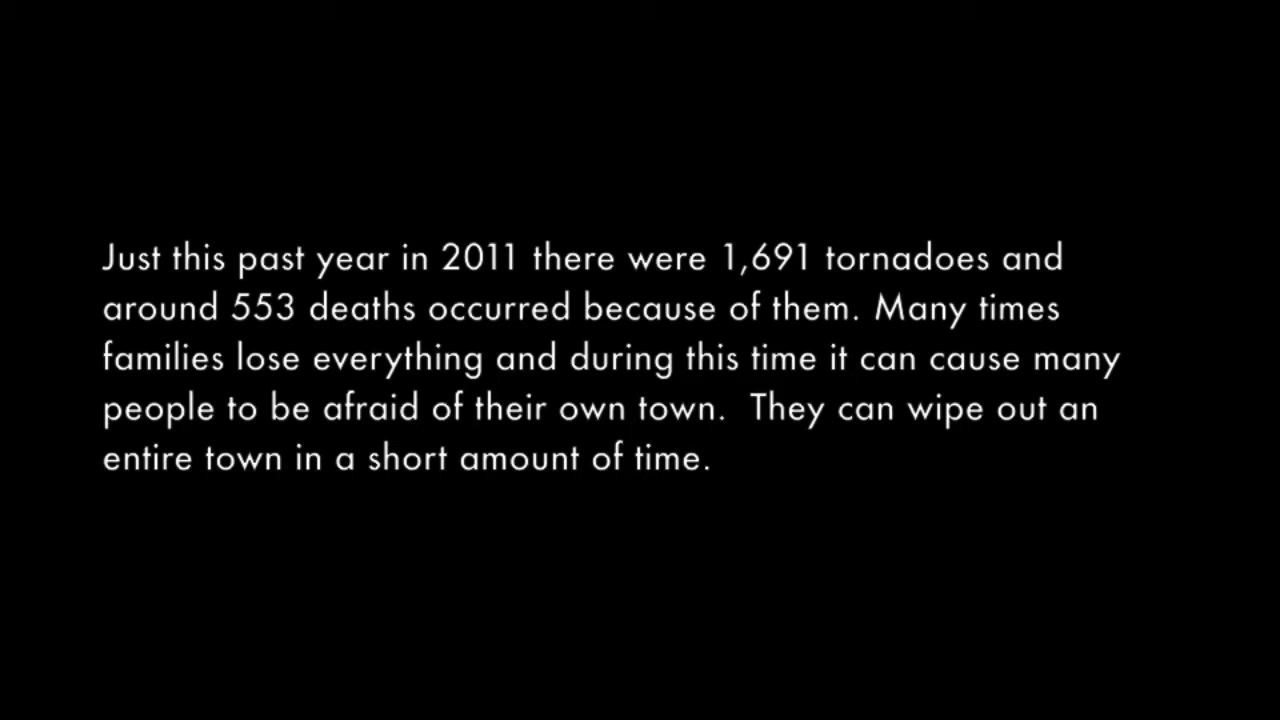 Just this past year in 2011 there were 1,691 tornadoes and
around 553 deaths occurred because of them. Many times
families lose everything and during this time it can cause many
people to be afraid of their own town.  They can wipe out an
entire town in a short amount of time.